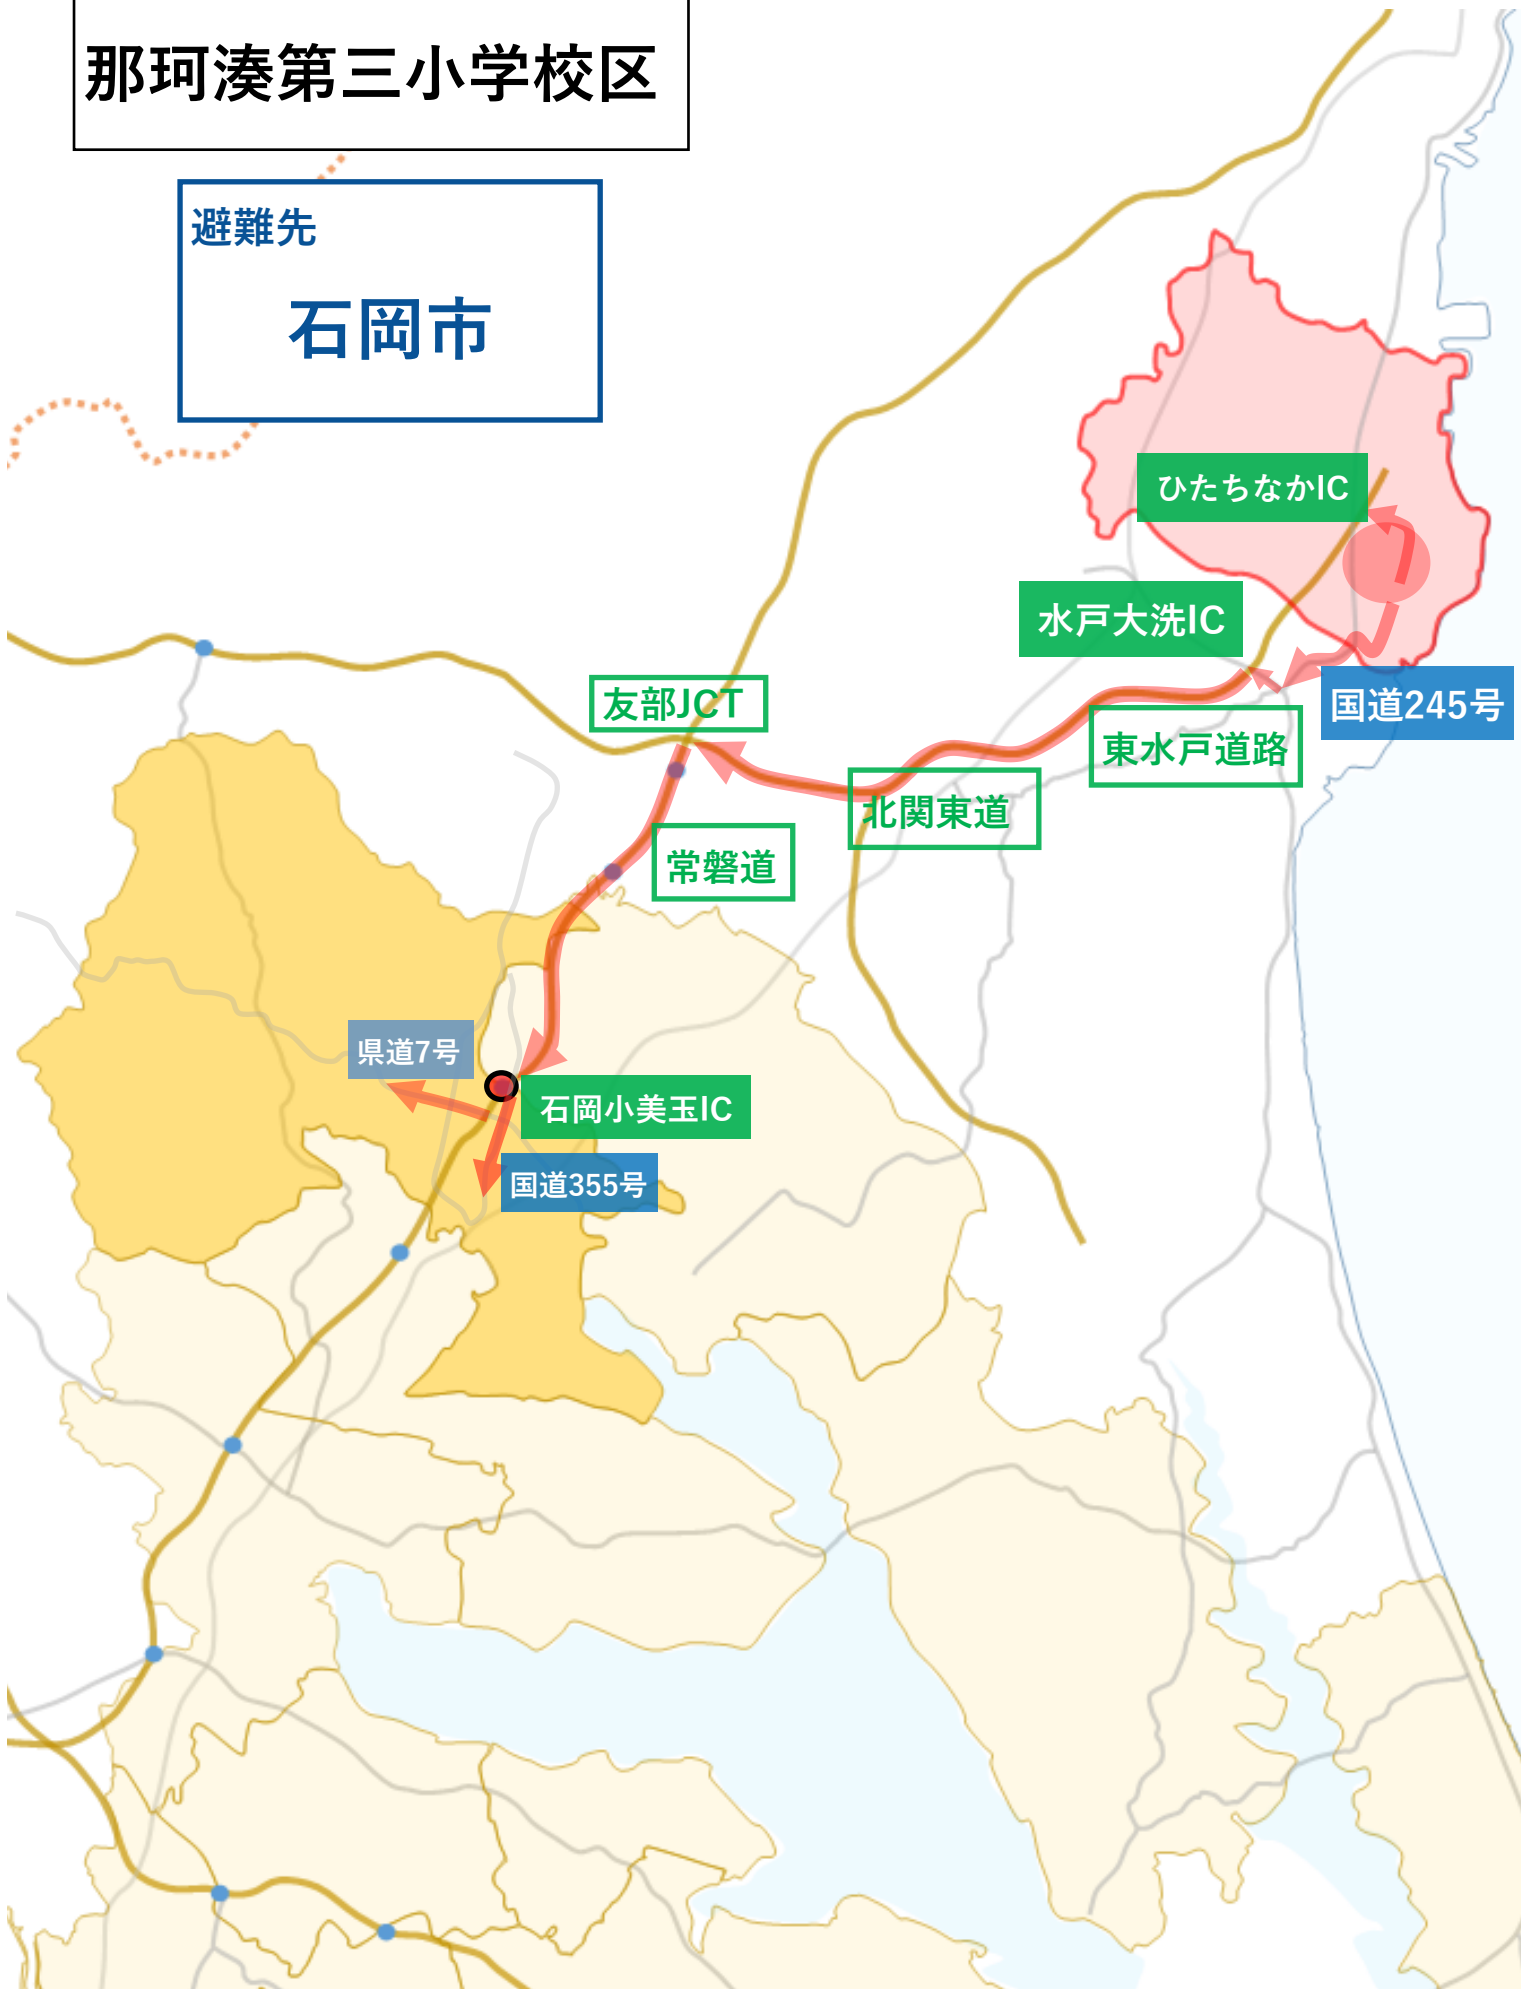 那珂湊第三小学校区
避難先
石岡市
ひたちなかIC
水戸大洗IC
国道245号
友部JCT
東水戸道路
北関東道
常磐道
県道7号
石岡小美玉IC
国道355号